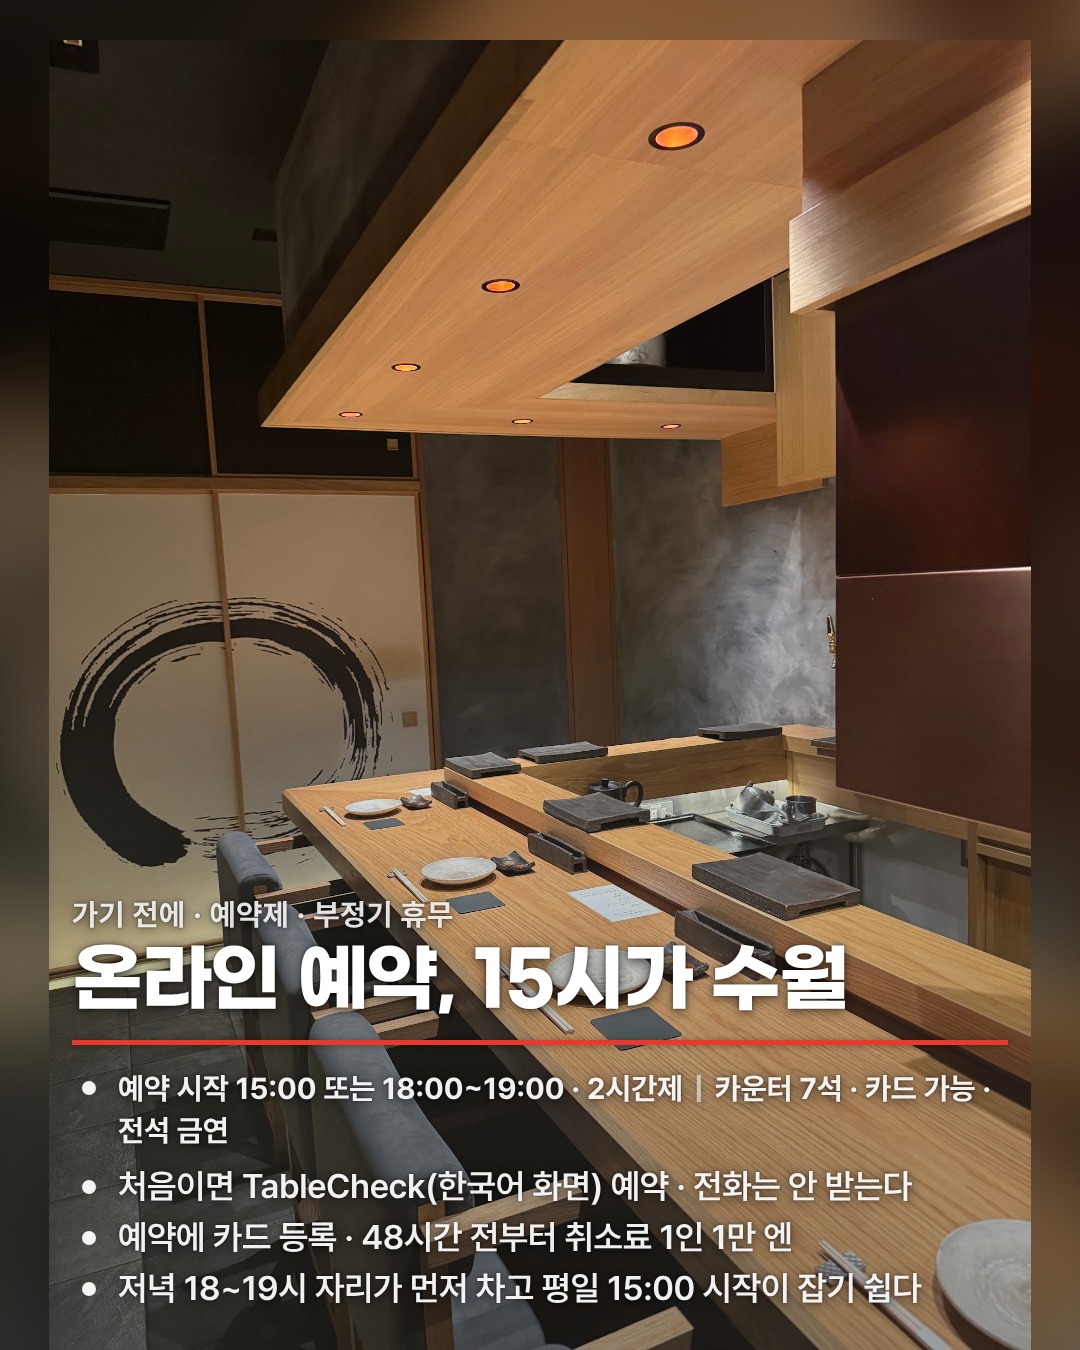 가기 전에 · 예약제 · 부정기 휴무
온라인 예약, 15시가 수월
예약 시작 15:00 또는 18:00~19:00 · 2시간제 | 카운터 7석 · 카드 가능 ·
전석 금연
처음이면 TableCheck(한국어 화면) 예약 · 전화는 안 받는다
예약에 카드 등록 · 48시간 전부터 취소료 1인 1만 엔
저녁 18~19시 자리가 먼저 차고 평일 15:00 시작이 잡기 쉽다